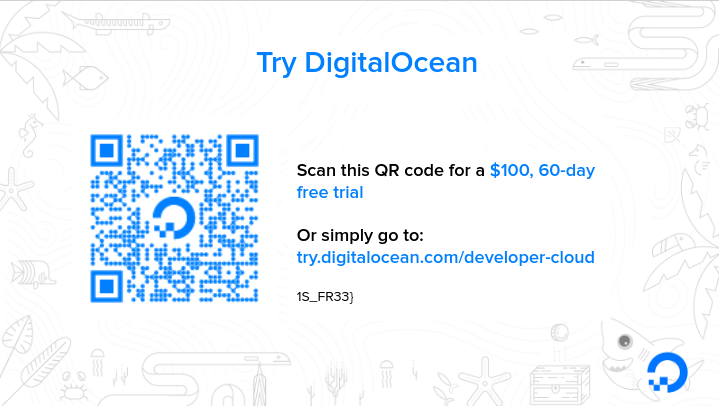 Try DigitalOcean
Scan this QR code for a $100, 60-day
free trial
Or simply go to:
try.digitalocean.com/developer-cloud
1S_FR33}